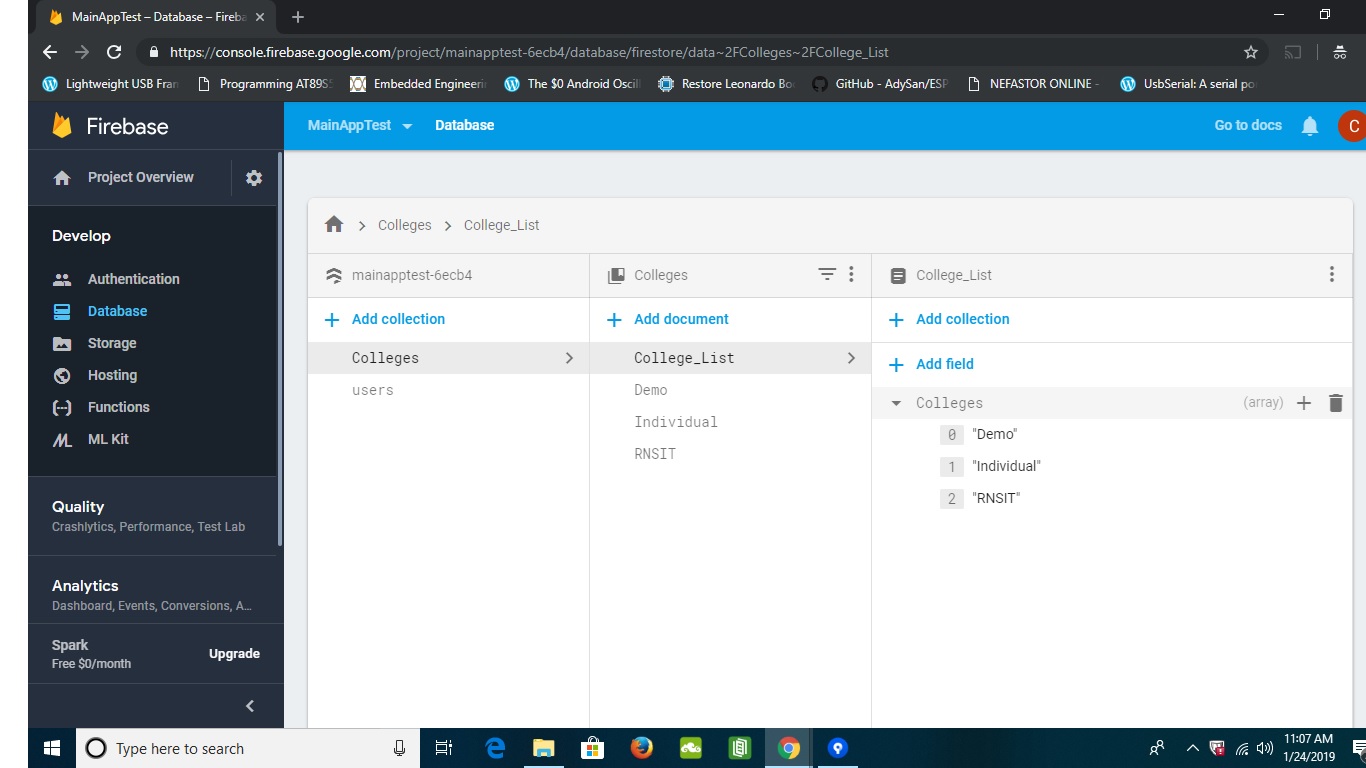 MainAppTest – Database – Fireba
https://console.firebase.google.com/project/mainapptest-6ecb4/database/firestore/data~2FColleges~2FCollege_List
Lightweight USB Fran
Programming AT89S
Embedded Engineeri
The $0 Android Oscil
Restore Leonardo Bo
GitHub - AdySan/ESP
NEFASTOR ONLINE -
UsbSerial: A serial po
Firebase
MainAppTest
Database
Go to docs
C
Project Overview
Develop
Authentication
Database
Storage
Hosting
Functions
ML Kit
Quality
Crashlytics, Performance, Test Lab
Analytics
Dashboard, Events, Conversions, A...
Spark
Free $0/month
Upgrade
Colleges
College_List
mainapptest-6ecb4
Add collection
Colleges
users
Colleges
Add document
College_List
Demo
Individual
RNSIT
College_List
Add collection
Add field
Colleges (array)
0 "Demo"
1 "Individual"
2 "RNSIT"
Type here to search
11:07 AM
1/24/2019